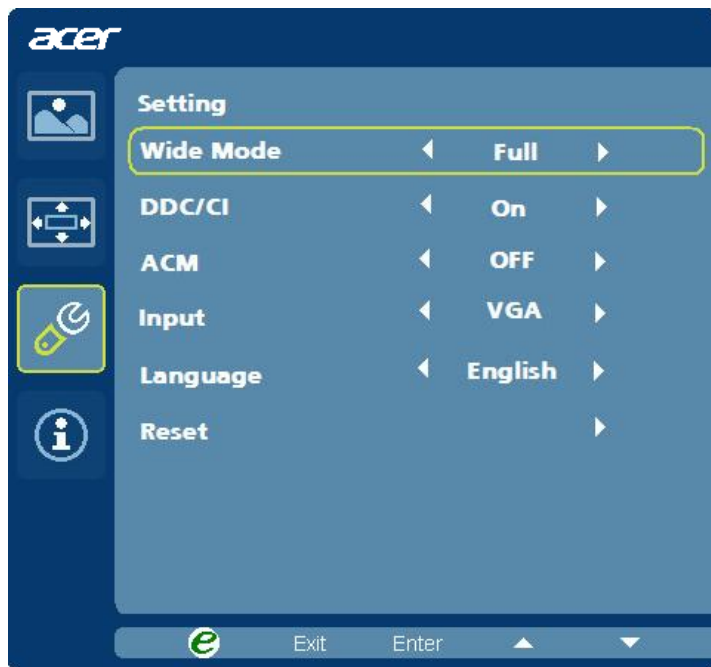 acer
Setting
Wide Mode Full
DDC/CI On
ACM OFF
Input VGA
Language English
Reset
e Exit Enter